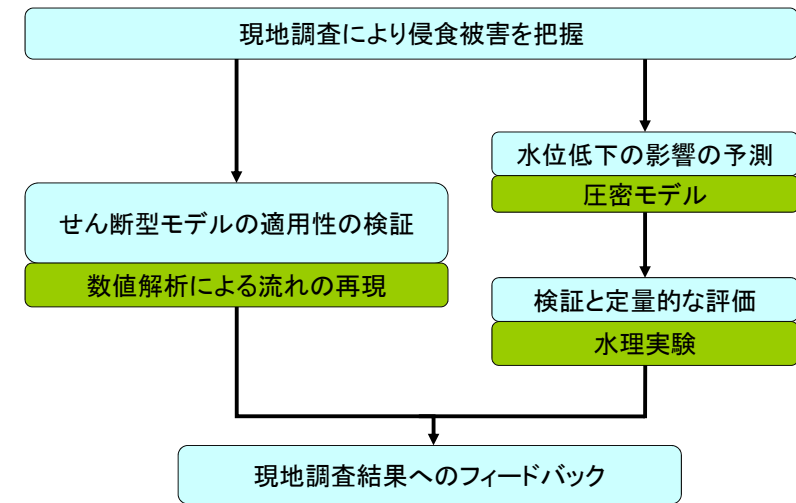 現地調査により侵食被害を把握
水位低下の影響の予測
圧密モデル
せん断型モデルの適用性の検証
数値解析による流れの再現
検証と定量的な評価
水理実験
現地調査結果へのフィードバック